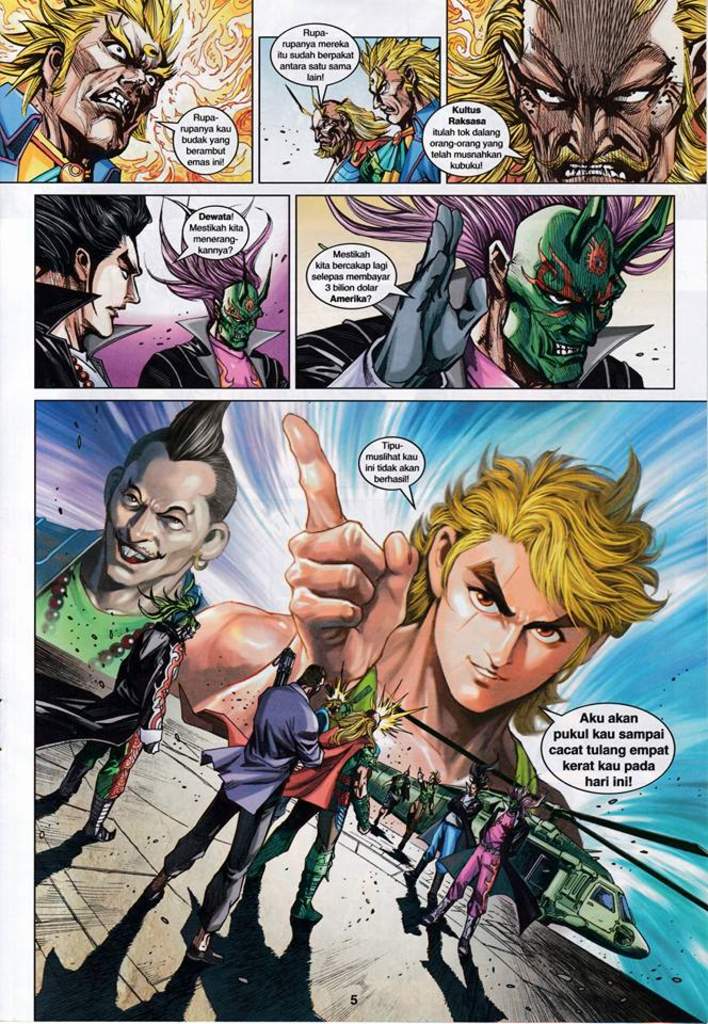 Rupa-
rupanya kau
budak yang
berambut
emas ini!
Rupa-
rupanya mereka
itu sudah berpakat
antara satu sama
lain!
Kultus
Raksasa
itulah tok dalang
orang-orang yang
telah musnahkan
kubuku!
Dewata!
Mestikah kita
menerang-
kannya?
Mestikah
kita bercakap lagi
selepas membayar
3 bilion dolar
Amerika?
Tipu-
muslihat kau
ini tidak akan
berhasil!
Aku akan
pukul kau sampai
cacat tulang empat
kerat kau pada
hari ini!
5